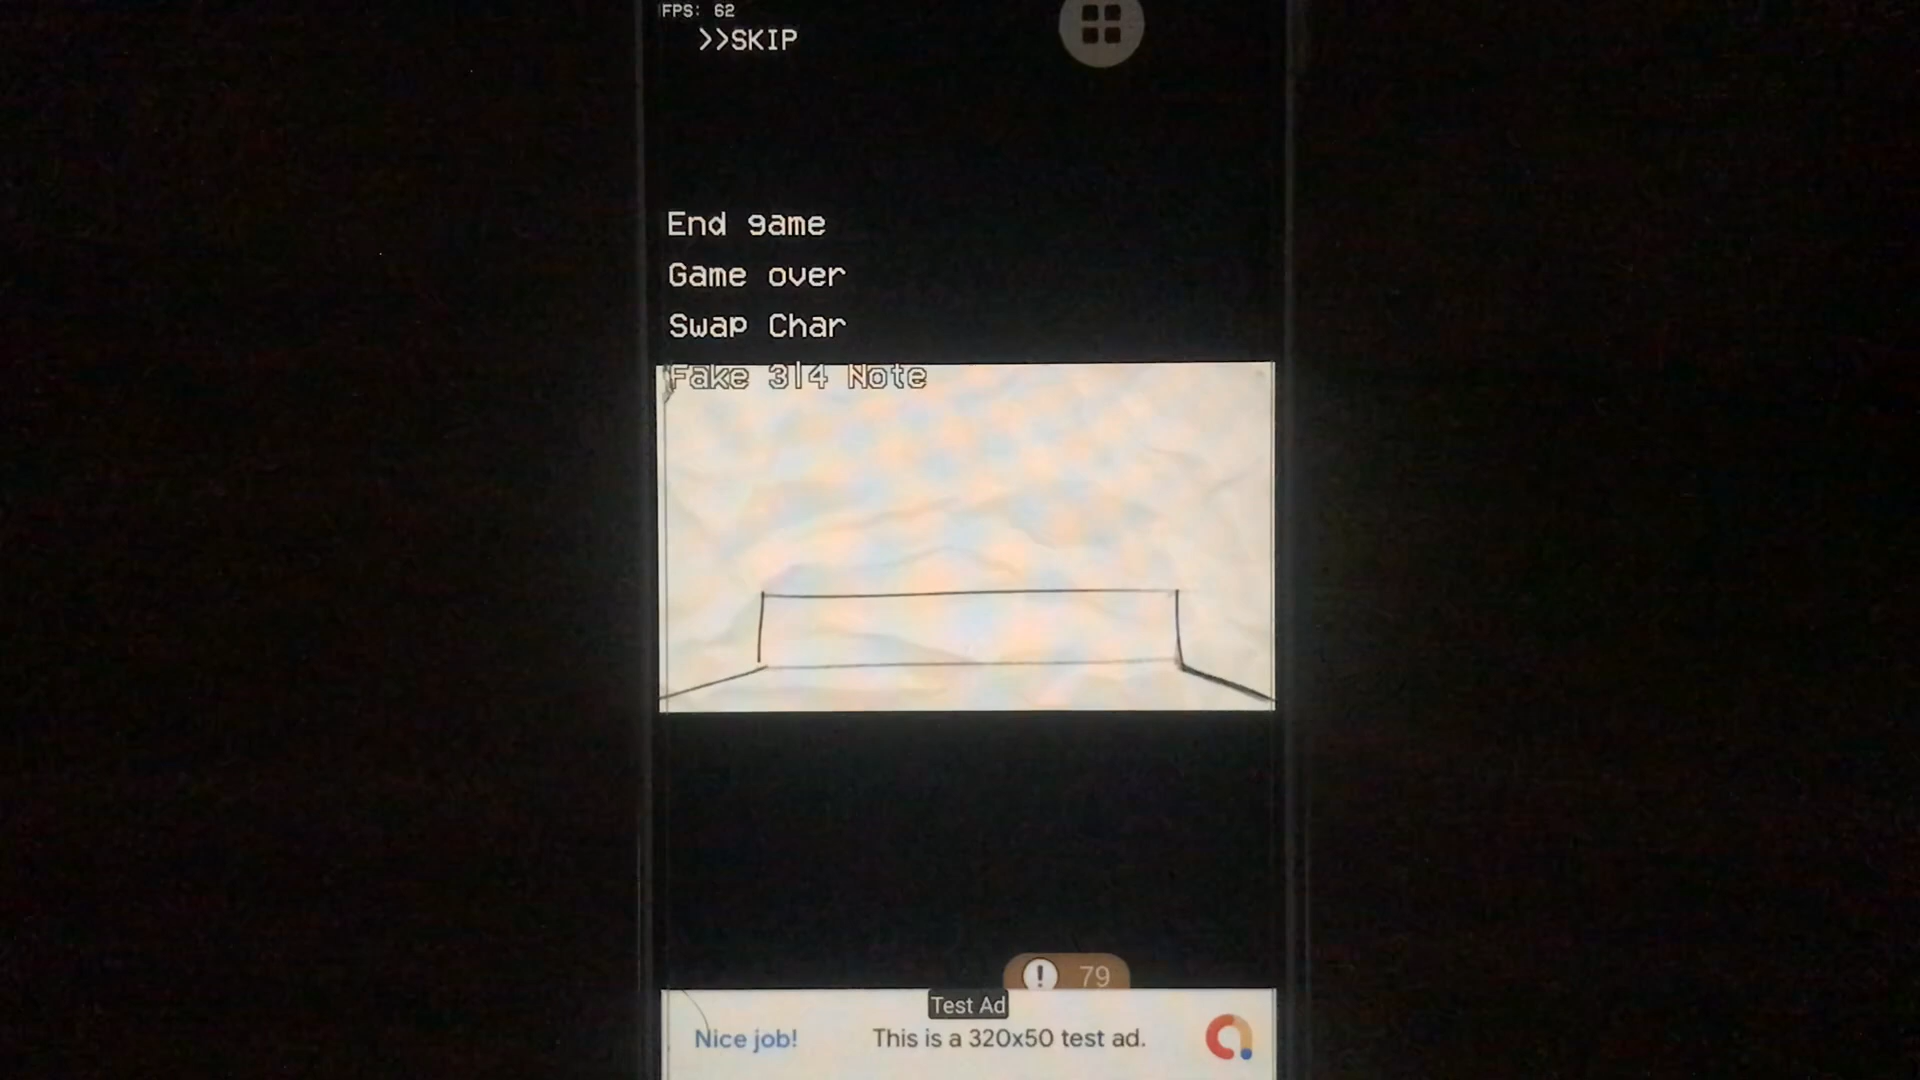 FPS: 62
>>SKIP
End game
Game over
Swap Char
Fake 3|4 Note
! 79
Test Ad
Nice job!
This is a 320x50 test ad.